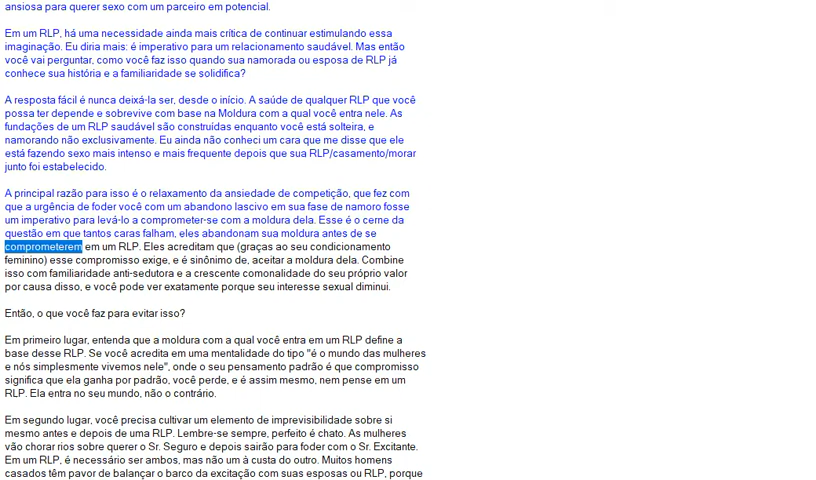 ansiosa para querer sexo com um parceiro em potencial.
Em um RLP, há uma necessidade ainda mais crítica de continuar estimulando essa
imaginação. Eu diria mais: é imperativo para um relacionamento saudável. Mas então
você vai perguntar, como você faz isso quando sua namorada ou esposa de RLP já
conhece sua história e a familiaridade se solidifica?
A resposta fácil é nunca deixá-la ser, desde o início. A saúde de qualquer RLP que você
possa ter depende e sobrevive com base na Moldura com a qual você entra nele. As
fundações de um RLP saudável são construídas enquanto você está solteira, e
namorando não exclusivamente. Eu ainda não conheci um cara que me disse que ele
está fazendo sexo mais intenso e mais frequente depois que sua RLP/casamento/morar
junto foi estabelecido.
A principal razão para isso é o relaxamento da ansiedade de competição, que fez com
que a urgência de foder você com um abandono lascivo em sua fase de namoro fosse
um imperativo para levá-lo a comprometer-se com a moldura dela. Esse é o cerne da
questão em que tantos caras falham, eles abandonam sua moldura antes de se
comprometerem em um RLP. Eles acreditam que (graças ao seu condicionamento
feminino) esse compromisso exige, e é sinônimo de, aceitar a moldura dela. Combine
isso com familiaridade anti-sedutora e a crescente comonalidade do seu próprio valor
por causa disso, e você pode ver exatamente porque seu interesse sexual diminui.
Então, o que você faz para evitar isso?
Em primeiro lugar, entenda que a moldura com a qual você entra em um RLP define a
base desse RLP. Se você acredita em uma mentalidade do tipo "é o mundo das mulheres
e nós simplesmente vivemos nele", onde o seu pensamento padrão é que compromisso
significa que ela ganha por padrão, você perde, e é assim mesmo, nem pense em um
RLP. Ela entra no seu mundo, não o contrário.
Em segundo lugar, você precisa cultivar um elemento de imprevisibilidade sobre si
mesmo antes e depois de uma RLP. Lembre-se sempre, perfeito é chato. As mulheres
vão chorar rios sobre querer o Sr. Seguro e depois sairão para foder com o Sr. Excitante.
Em um RLP, é necessário ser ambos, mas não um à custa do outro. Muitos homens
casados têm pavor de balançar o barco da excitação com suas esposas ou RLP, porque